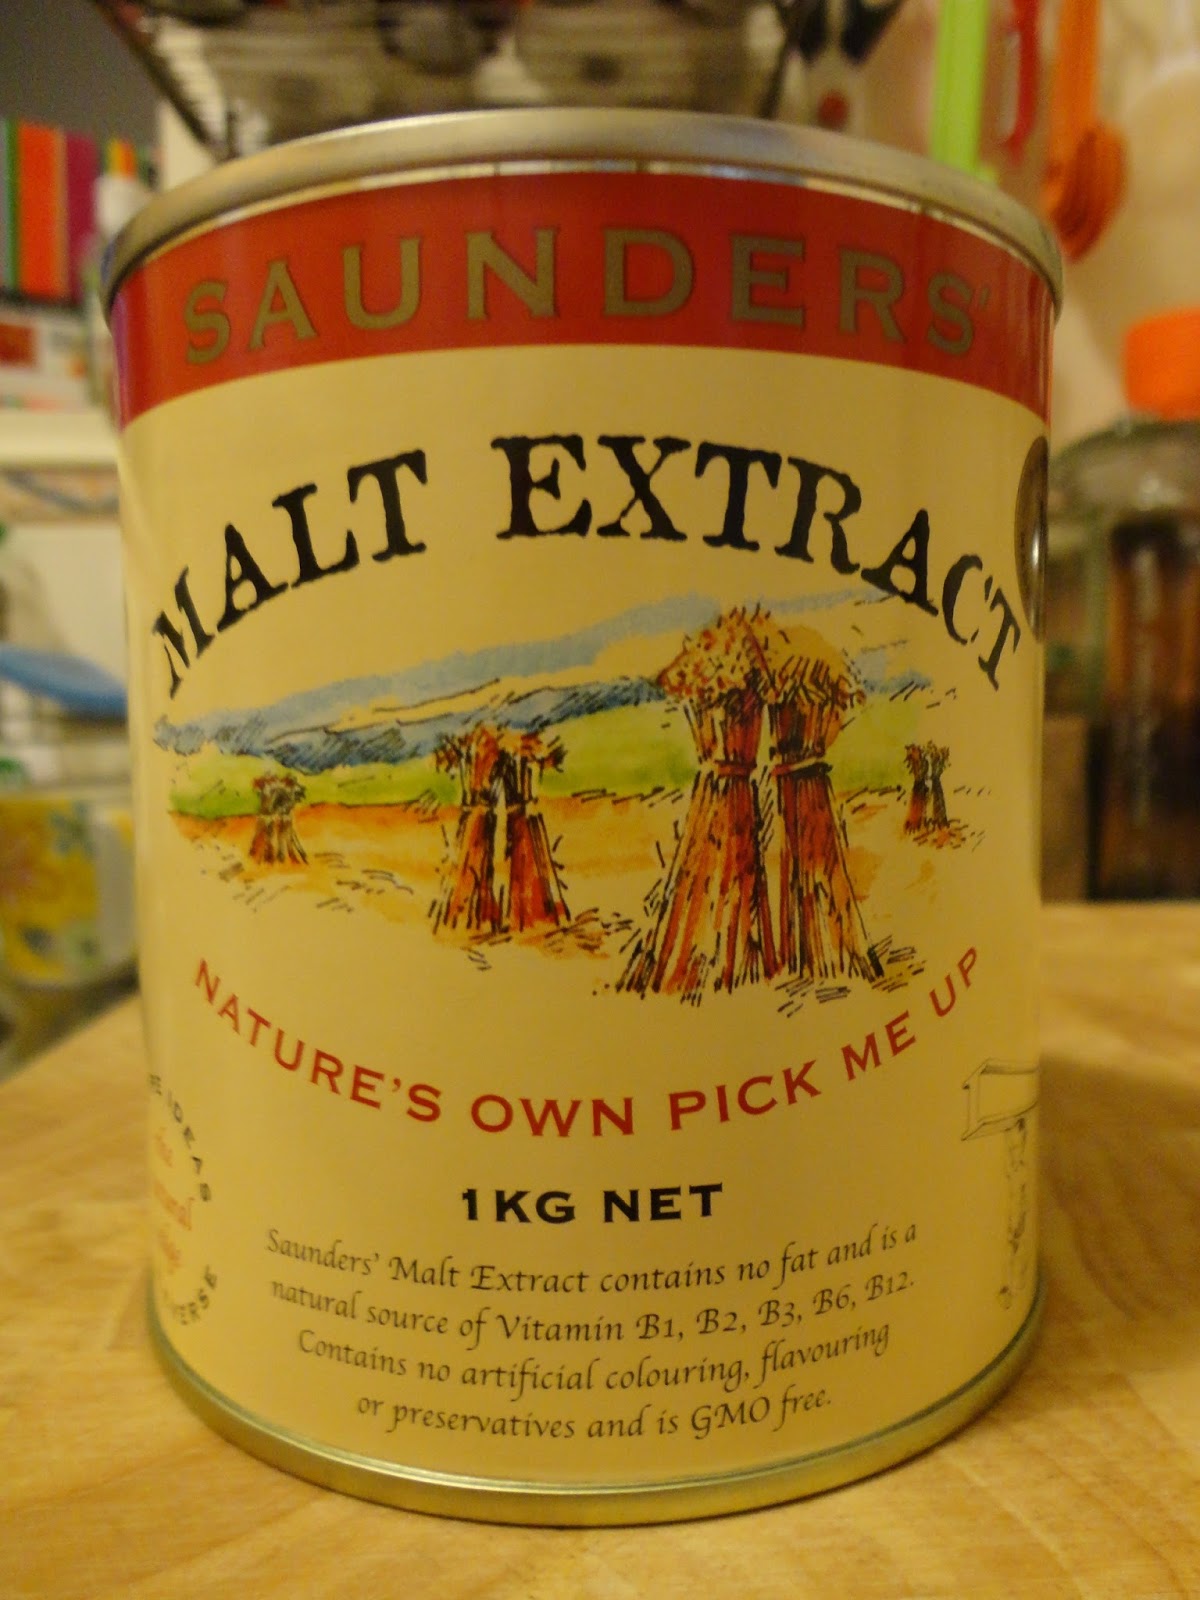 SAUNDERS'
MALT EXTRACT
NATURE'S OWN PICK ME UP
1KG NET
Saunders' Malt Extract contains no fat and is a
natural source of Vitamin B1, B2, B3, B6, B12.
Contains no artificial colouring, flavouring
or preservatives and is GMO free.
IDEAS